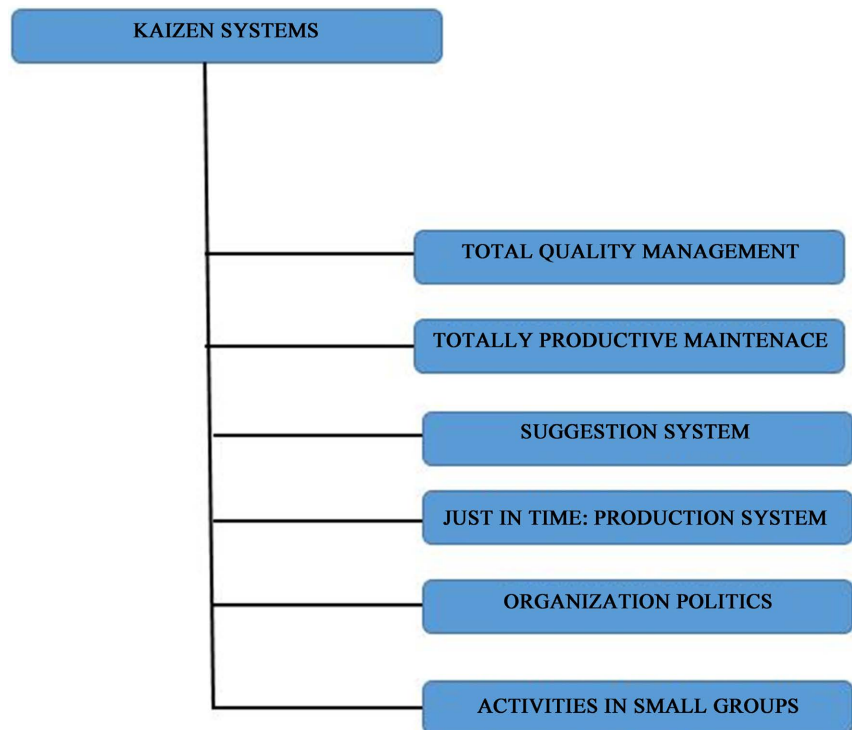 KAIZEN SYSTEMS
TOTAL QUALITY MANAGEMENT
TOTALLY PRODUCTIVE MAINTENACE
SUGGESTION SYSTEM
JUST IN TIME: PRODUCTION SYSTEM
ORGANIZATION POLITICS
ACTIVITIES IN SMALL GROUPS